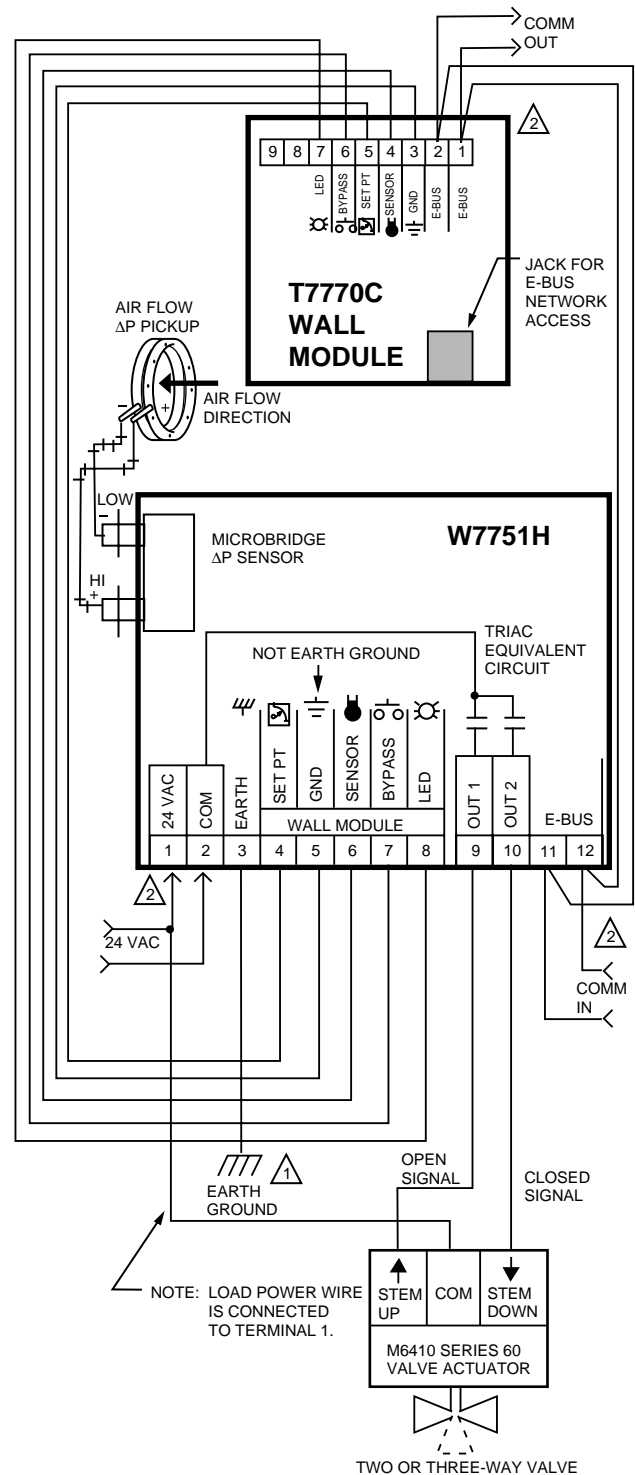 COMM
OUT
2
9 8 7 6 5 4 3 2 1
LED
BYPASS
SET PT
SENSOR
GND
E-BUS
E-BUS
JACK FOR
E-BUS
NETWORK
ACCESS
T7770C
WALL
MODULE
AIR FLOW
ΔP PICKUP
AIR FLOW
DIRECTION
- +
LOW
-
HI
+
MICROBRIDGE
ΔP SENSOR
W7751H
TRIAC
EQUIVALENT
CIRCUIT
NOT EARTH GROUND
24 VAC
COM
EARTH
SET PT
GND
SENSOR
BYPASS
LED
OUT 1
OUT 2
E-BUS
WALL MODULE
1 2 3 4 5 6 7 8 9 10 11 12
2
24 VAC
2
COMM
IN
1
EARTH
GROUND
OPEN
SIGNAL
CLOSED
SIGNAL
NOTE: LOAD POWER WIRE
IS CONNECTED
TO TERMINAL 1.
STEM
UP
COM
STEM
DOWN
M6410 SERIES 60
VALVE ACTUATOR
TWO OR THREE-WAY VALVE